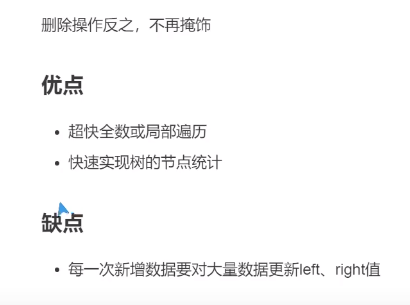 删除操作反之，不再掩饰
优点
• 超快全数或局部遍历
• 快速实现树的节点统计
缺点
• 每一次新增数据要对大量数据更新left、right值